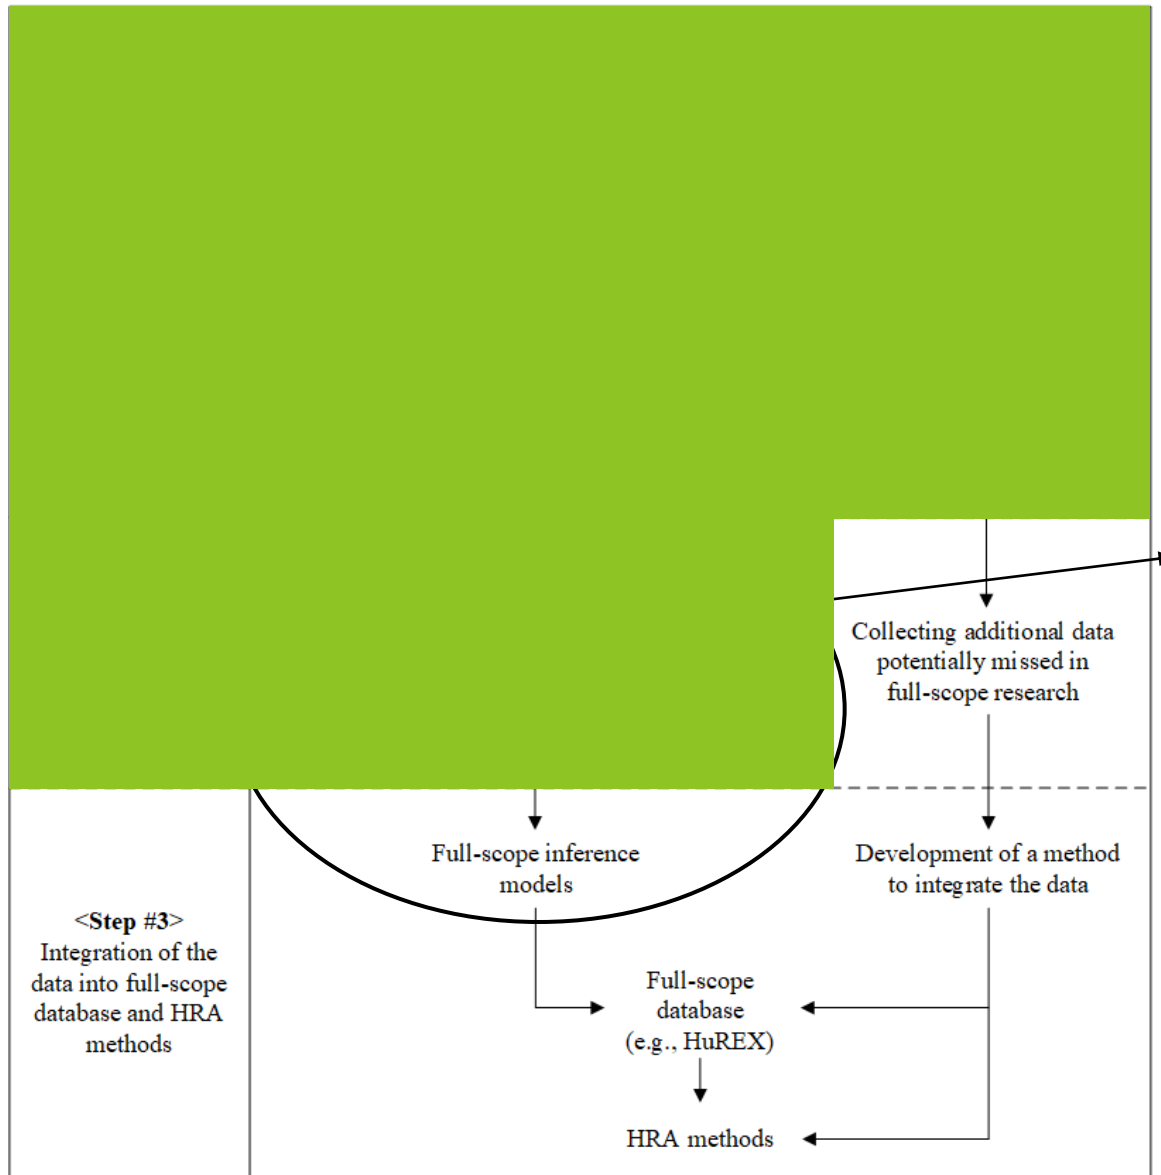 Collecting additional data
potentially missed in
full-scope research
Full-scope inference
models
Development of a method
to integrate the data
<Step #3>
Integration of the
data into full-scope
database and HRA
methods
Full-scope
database
(e.g., HuREX)
HRA methods